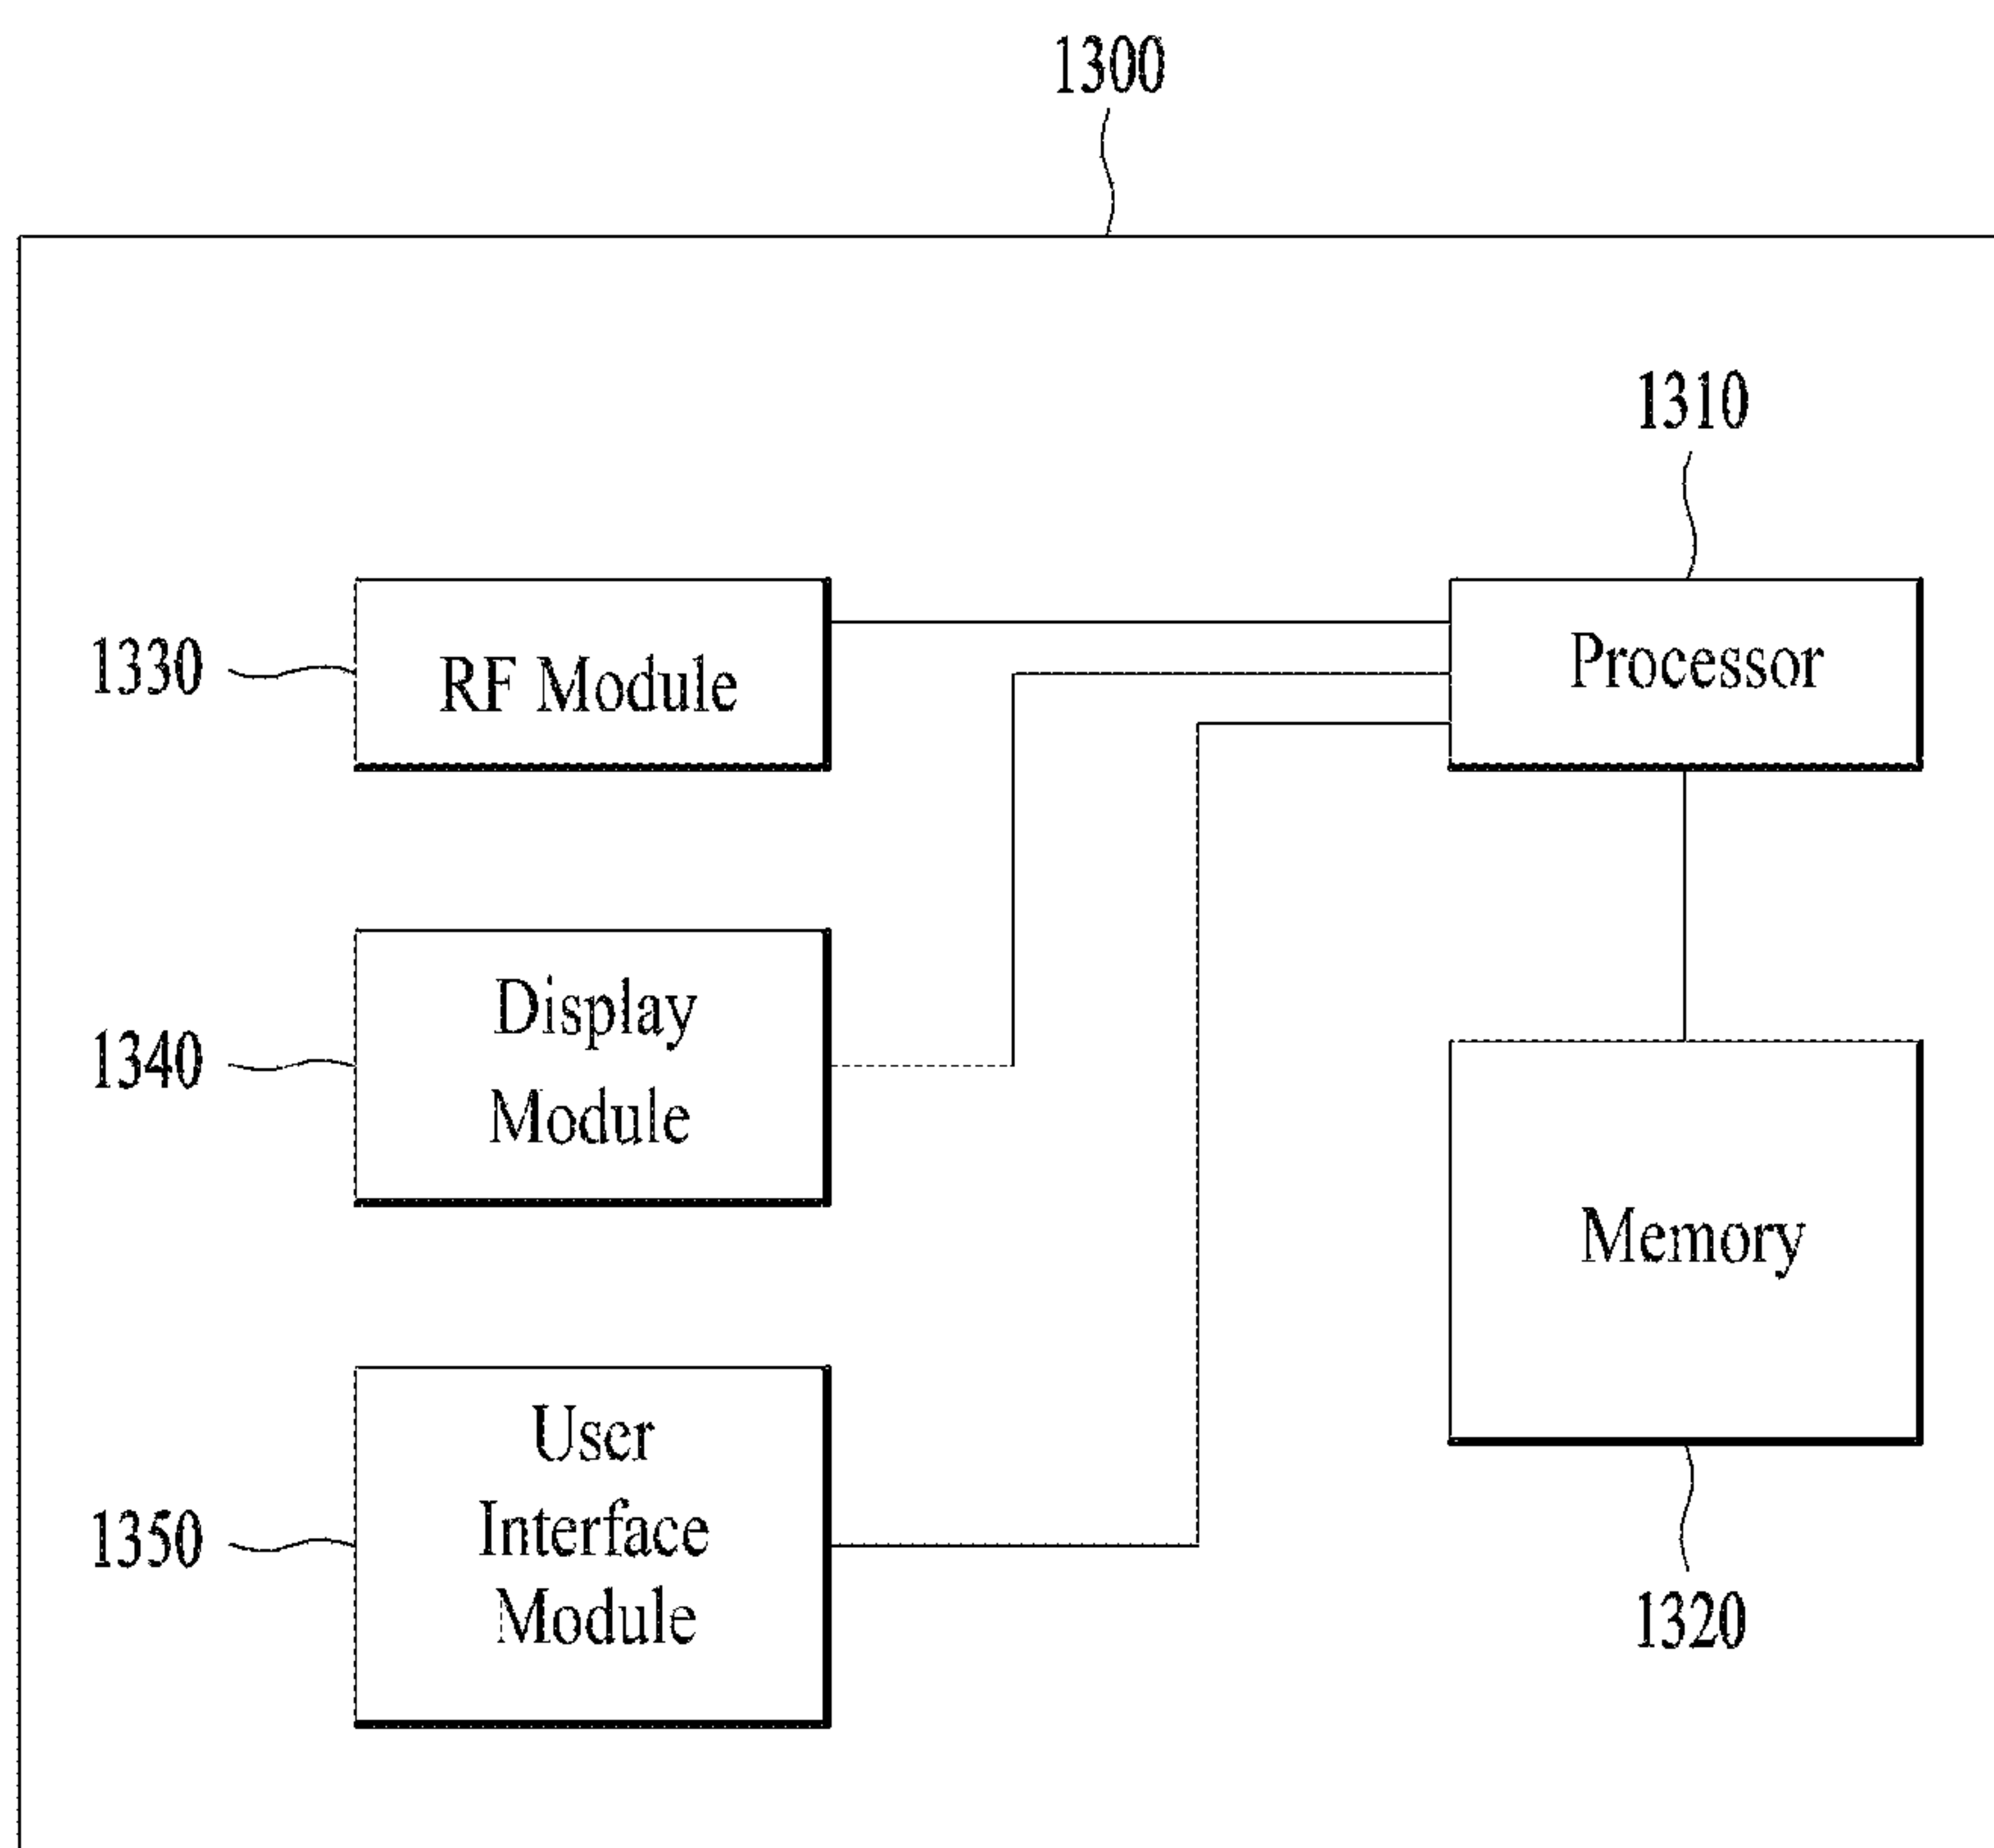 1300
1310
1330
RF Module
Processor
1340
Display
Module
Memory
1350
User
Interface
Module
1320